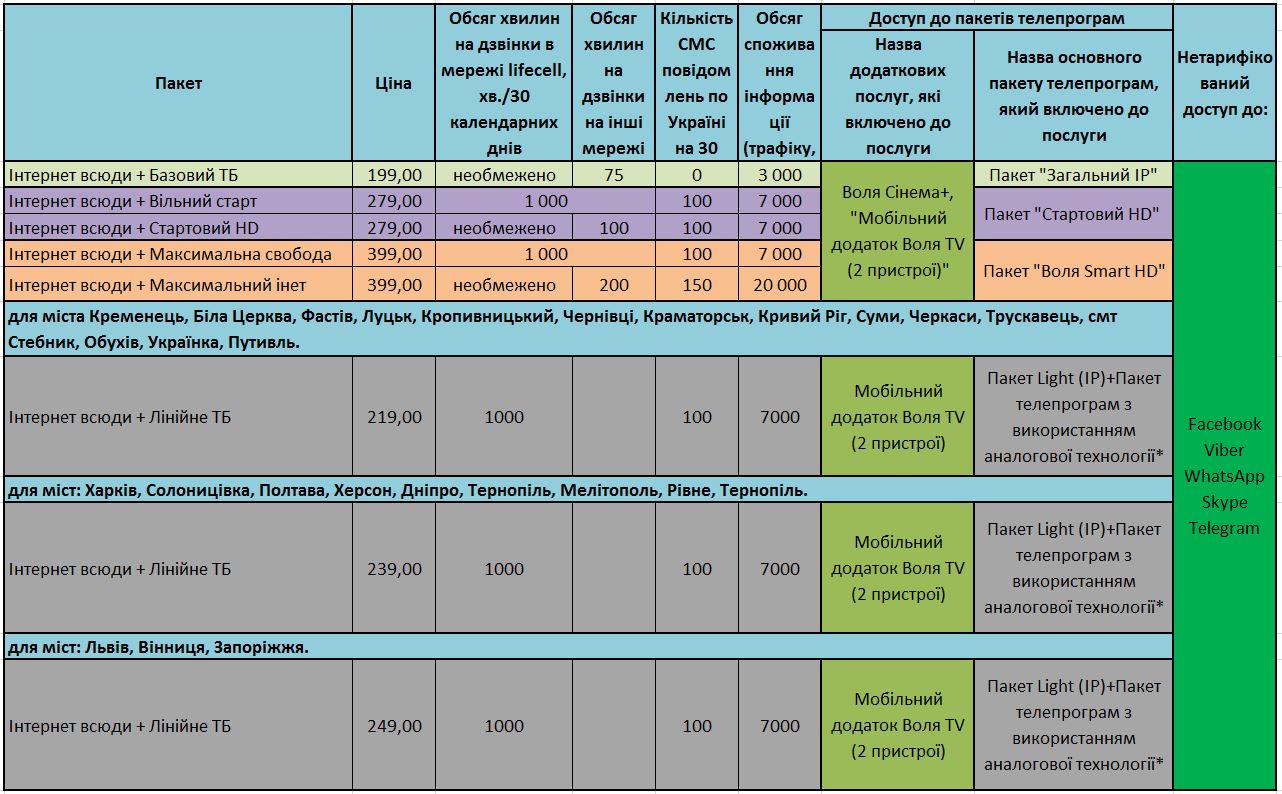 Пакет
Ціна
Обсяг хвилин
на дзвінки в
мережі lifecell,
хв./30
календарних
днів
Обсяг
хвилин
на
дзвінки
на інші
мережі
Кількість
СМС
повідом
лень по
Україні
на 30
Обсяг
спожива
ння
інформа
ції
(трафіку,
Доступ до пакетів телепрограм
Назва
додаткових
послуг, які
включено до
послуги
Назва основного
пакету телепрограм,
який включено до
послуги
Нетарифіко
ваний
доступ до:
Інтернет всюди + Базовий ТБ 199,00 необмежено 75 0 3 000
Інтернет всюди + Вільний старт 279,00 1 000 100 7 000
Інтернет всюди + Стартовий HD 279,00 необмежено 100 100 7 000
Інтернет всюди + Максимальна свобода 399,00 1 000 100 7 000
Інтернет всюди + Максимальний інет 399,00 необмежено 200 150 20 000
Воля Сінема+,
"Мобільний
додаток Воля TV
(2 пристрої)"
Пакет "Загальний IP"
Пакет "Стартовий HD"
Пакет "Воля Smart HD"
для міста Кременець, Біла Церква, Фастів, Луцьк, Кропивницький, Чернівці, Краматорськ, Кривий Ріг, Суми, Черкаси, Трускавець, смт
Стебник, Обухів, Українка, Путивль.
Інтернет всюди + Лінійне ТБ 219,00 1000 100 7000
Мобільний
додаток Воля TV
(2 пристрої)
Пакет Light (IP)+Пакет
телепрограм з
використанням
аналогової технології*
для міст: Харків, Солоницівка, Полтава, Херсон, Дніпро, Тернопіль, Мелітополь, Рівне, Тернопіль.
Інтернет всюди + Лінійне ТБ 239,00 1000 100 7000
Мобільний
додаток Воля TV
(2 пристрої)
Пакет Light (IP)+Пакет
телепрограм з
використанням
аналогової технології*
для міст: Львів, Вінниця, Запоріжжя.
Інтернет всюди + Лінійне ТБ 249,00 1000 100 7000
Мобільний
додаток Воля TV
(2 пристрої)
Пакет Light (IP)+Пакет
телепрограм з
використанням
аналогової технології*
Facebook
Viber
WhatsApp
Skype
Telegram